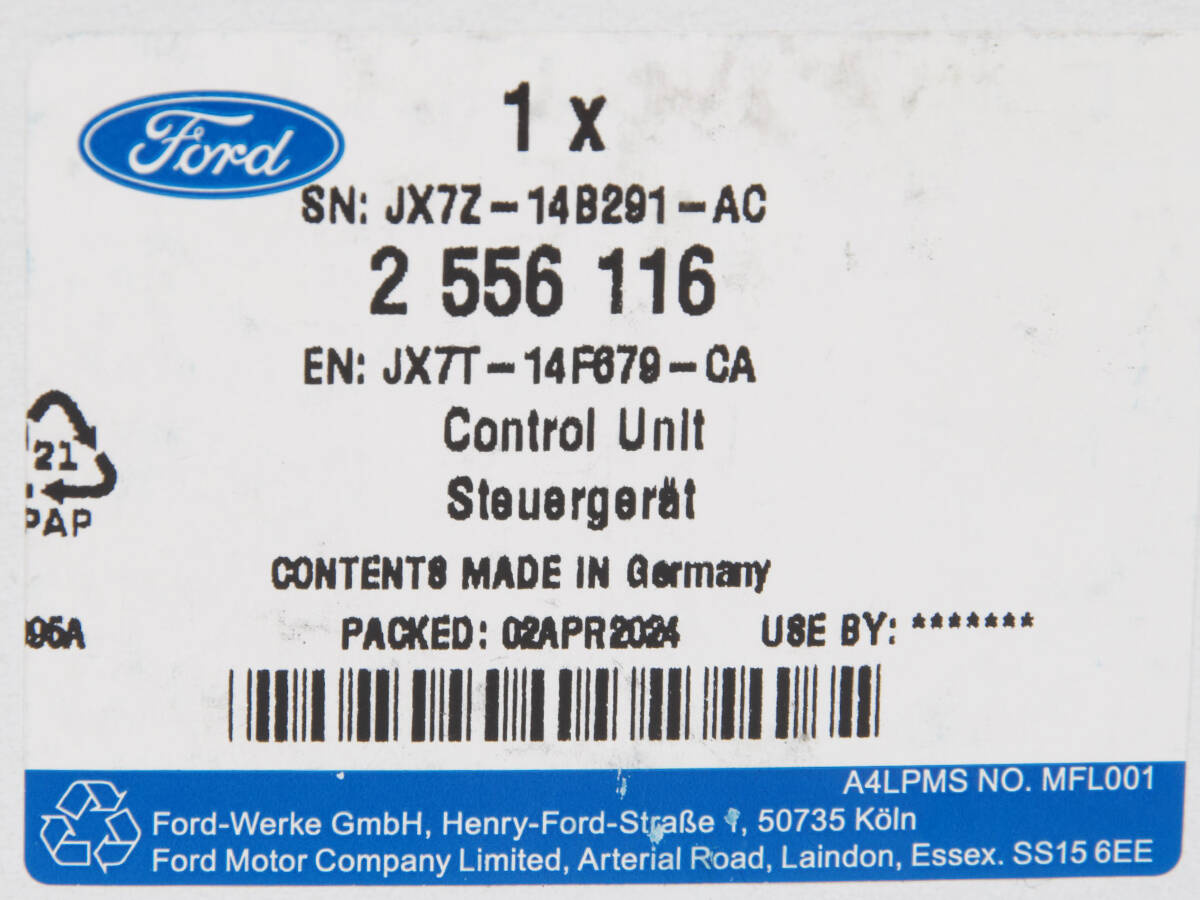 Ford
1 x
SN: JX7Z-14B291-AC
2 556 116
EN: JX7T-14F679-CA
21
PAP
Control Unit
Steuergerät
CONTENTS MADE IN Germany
095A PACKED: 02APR2024 USE BY: *******
A4LPMS NO. MFL001
Ford-Werke GmbH, Henry-Ford-Straße 1, 50735 Köln
Ford Motor Company Limited, Arterial Road, Laindon, Essex. SS15 6EE